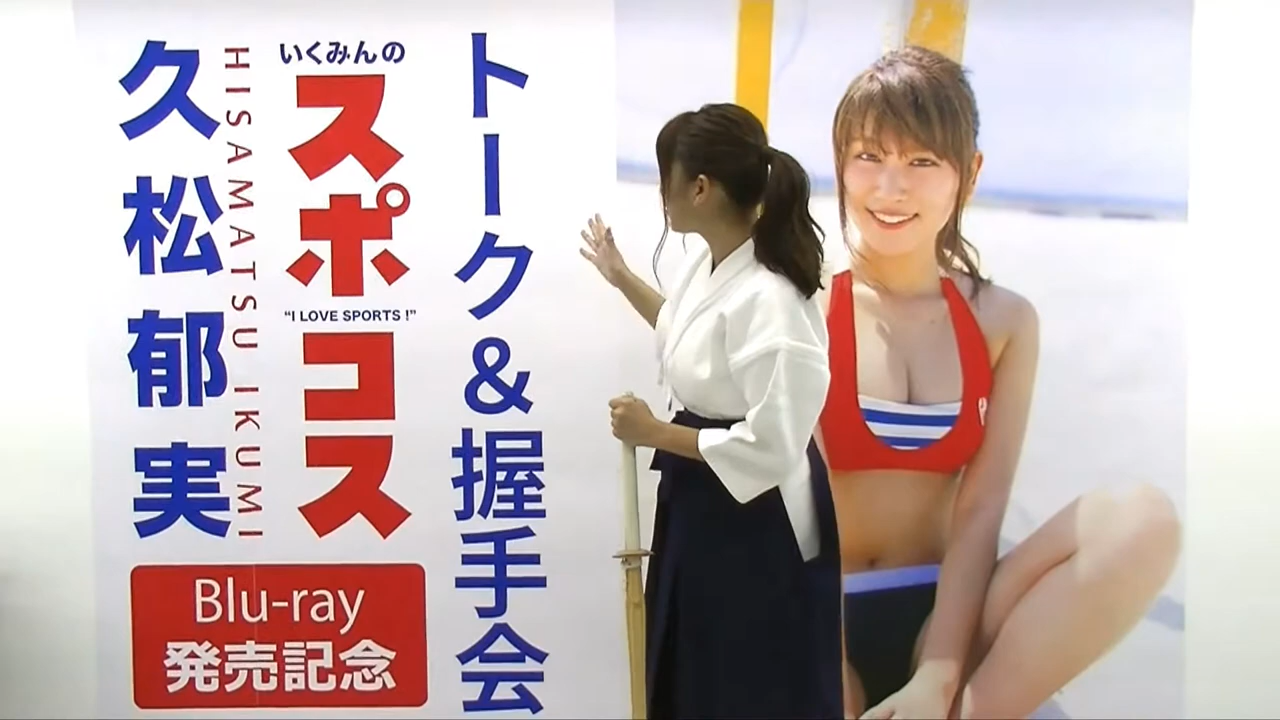 トーク&握手会
いくみんの
スポコス
“I LOVE SPORTS !”
HISAMATSU IKUMI
久松郁実
Blu-ray
発売記念